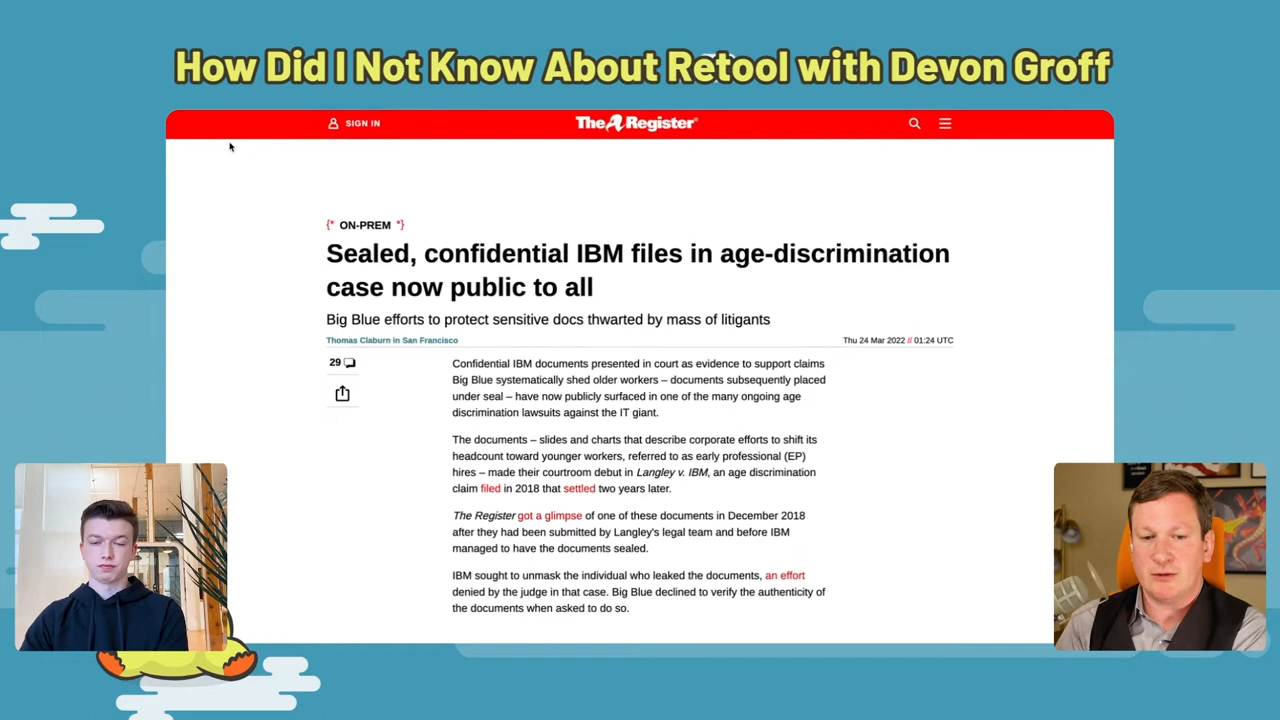 How Did I Not Know About Retool with Devon Groff
SIGN IN
The Register®
{* ON-PREM *}
Sealed, confidential IBM files in age-discrimination
case now public to all
Big Blue efforts to protect sensitive docs thwarted by mass of litigants
Thomas Claburn in San Francisco
Thu 24 Mar 2022 // 01:24 UTC
29
Confidential IBM documents presented in court as evidence to support claims
Big Blue systematically shed older workers – documents subsequently placed
under seal – have now publicly surfaced in one of the many ongoing age
discrimination lawsuits against the IT giant.
The documents – slides and charts that describe corporate efforts to shift its
headcount toward younger workers, referred to as early professional (EP)
hires – made their courtroom debut in Langley v. IBM, an age discrimination
claim filed in 2018 that settled two years later.
The Register got a glimpse of one of these documents in December 2018
after they had been submitted by Langley's legal team and before IBM
managed to have the documents sealed.
IBM sought to unmask the individual who leaked the documents, an effort
denied by the judge in that case. Big Blue declined to verify the authenticity of
the documents when asked to do so.